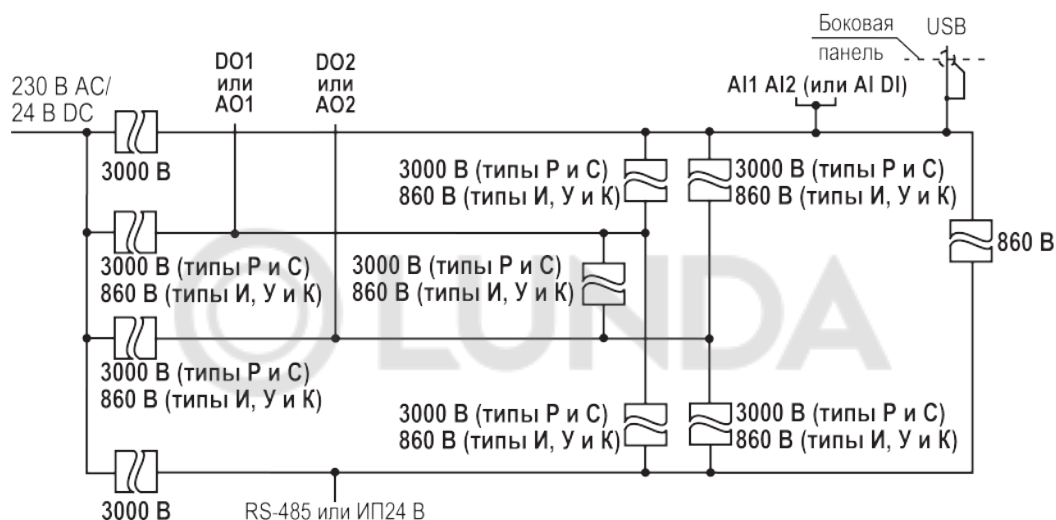 Боковая
панель
USB
DO1
или
AO1
DO2
или
AO2
230 В AC/
24 В DC
AI1 AI2 (или AI DI)
3000 В
3000 В (типы Р и С)
860 В (типы И, У и К)
3000 В (типы Р и С)
860 В (типы И, У и К)
860 В
3000 В (типы Р и С)
860 В (типы И, У и К)
3000 В (типы Р и С)
860 В (типы И, У и К)
LUNDA
3000 В (типы Р и С)
860 В (типы И, У и К)
3000 В (типы Р и С)
860 В (типы И, У и К)
3000 В (типы Р и С)
860 В (типы И, У и К)
3000 В
RS-485 или ИП24 В